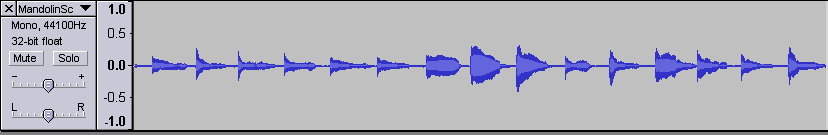 MandolinSc
Mono, 44100Hz
32-bit float
Mute Solo
- +
L R
1.0
0.5
0.0
-0.5
-1.0